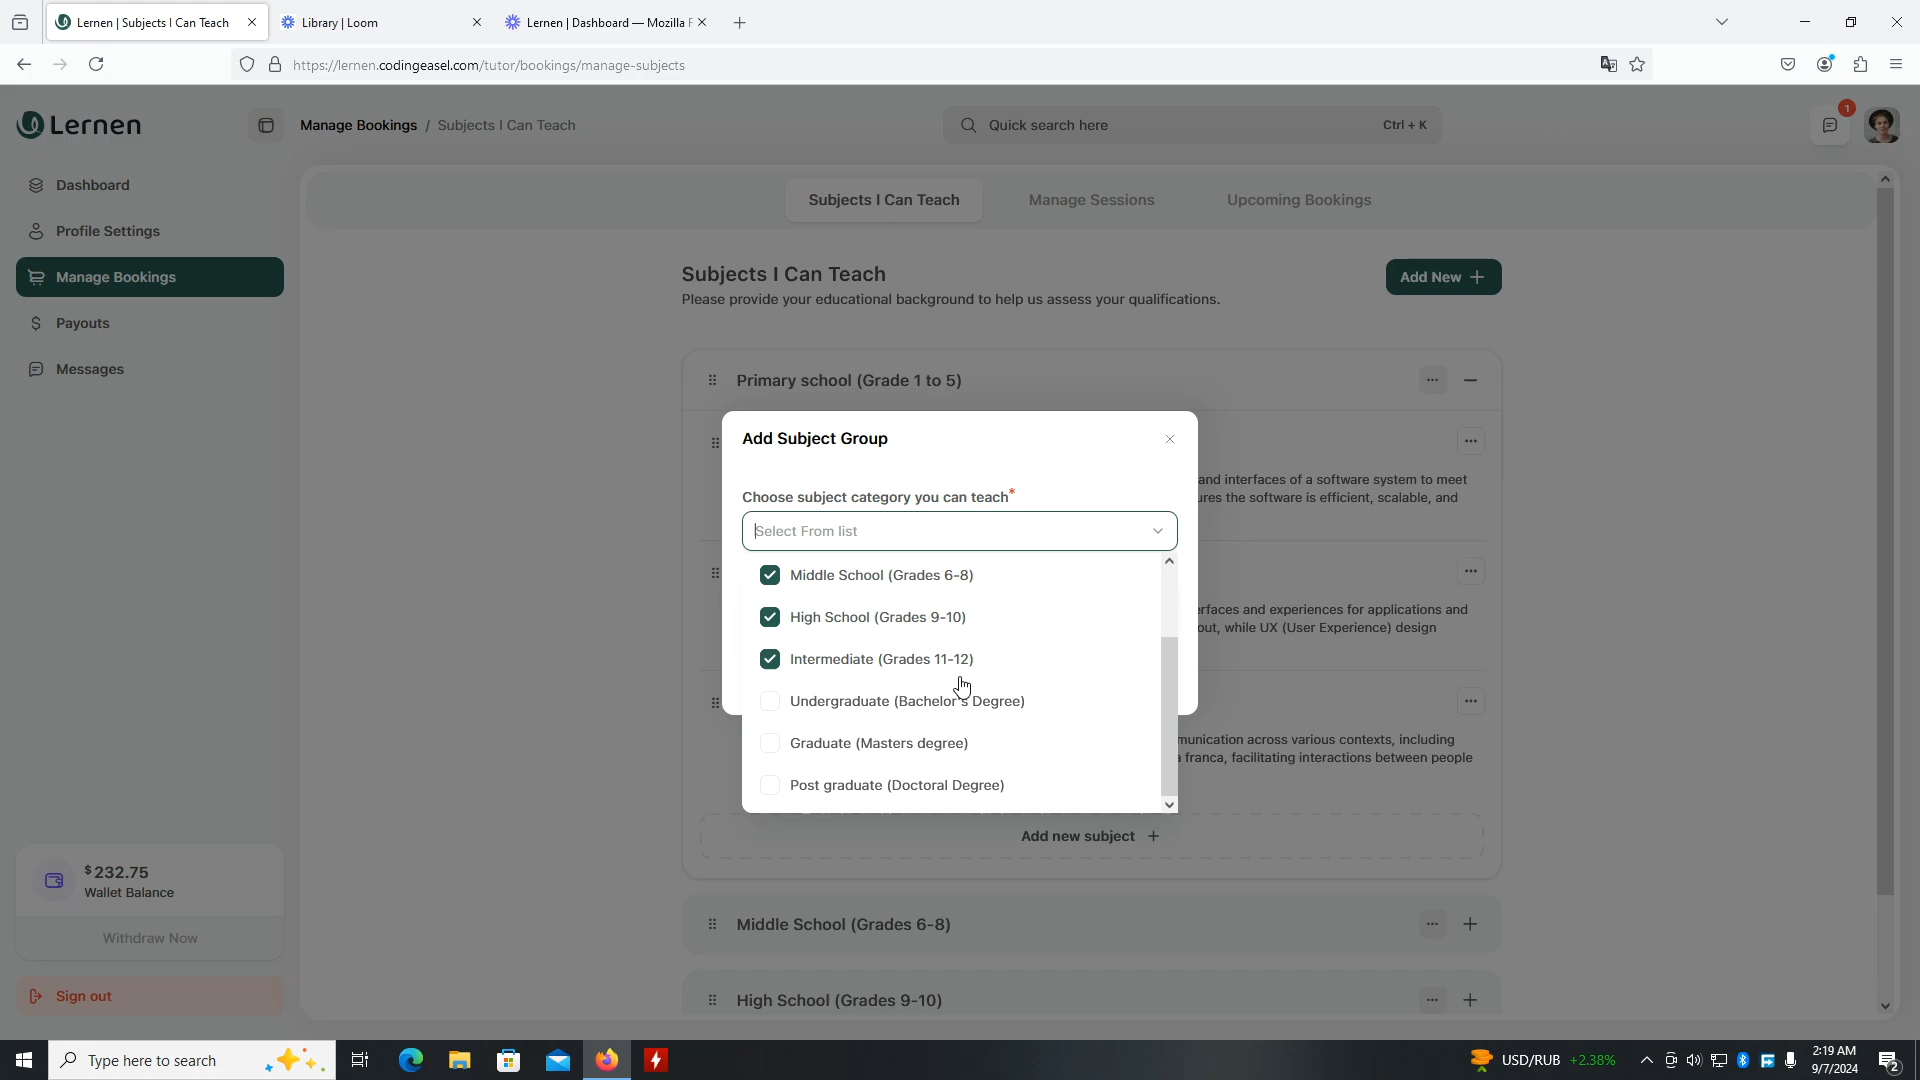 Lernen | Subjects I Can Teach
Library | Loom
Lernen | Dashboard — Mozilla F
https://lernen.codingeasel.com/tutor/bookings/manage-subjects
Lernen
Manage Bookings / Subjects I Can Teach
Quick search here
Ctrl + K
1
Dashboard
Profile Settings
Manage Bookings
Payouts
Messages
Subjects I Can Teach
Manage Sessions
Upcoming Bookings
Subjects I Can Teach
Please provide your educational background to help us assess your qualifications.
Add New +
Primary school (Grade 1 to 5)
Add Subject Group
Choose subject category you can teach*
Select From list
Middle School (Grades 6-8)
High School (Grades 9-10)
Intermediate (Grades 11-12)
Undergraduate (Bachelor's Degree)
Graduate (Masters degree)
Post graduate (Doctoral Degree)
and interfaces of a software system to meet
ures the software is efficient, scalable, and
erfaces and experiences for applications and
out, while UX (User Experience) design
munication across various contexts, including
a franca, facilitating interactions between people
Add new subject +
Middle School (Grades 6-8)
High School (Grades 9-10)
$232.75
Wallet Balance
Withdraw Now
Sign out
Type here to search
USD/RUB +2.38%
2:19 AM
9/7/2024
2